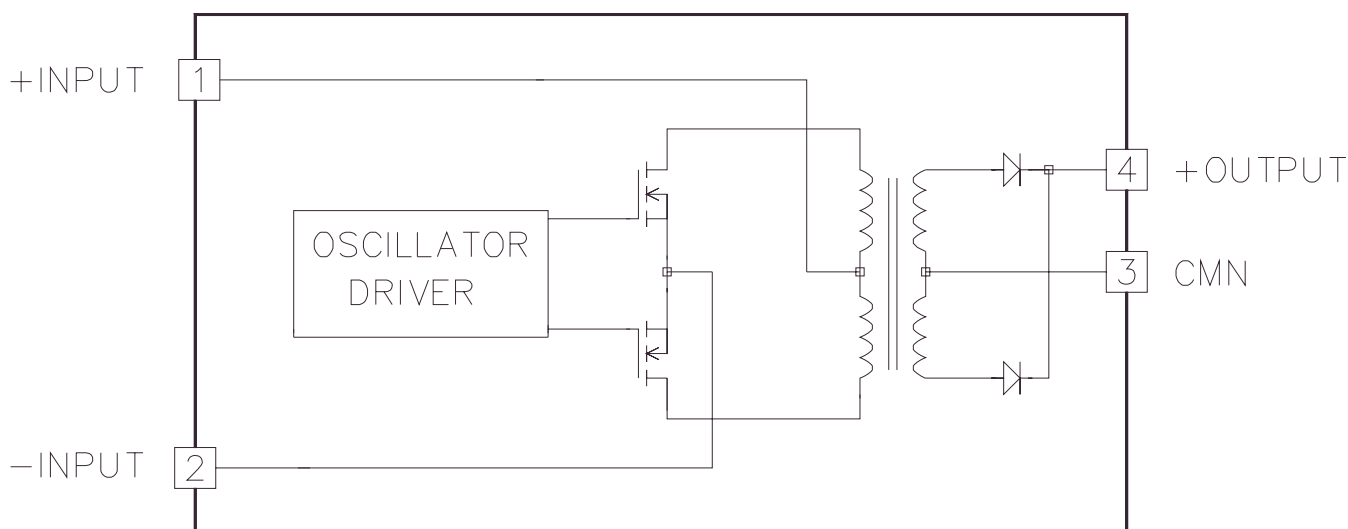 +INPUT 1
4 +OUTPUT
OSCILLATOR
DRIVER
3 CMN
-INPUT 2